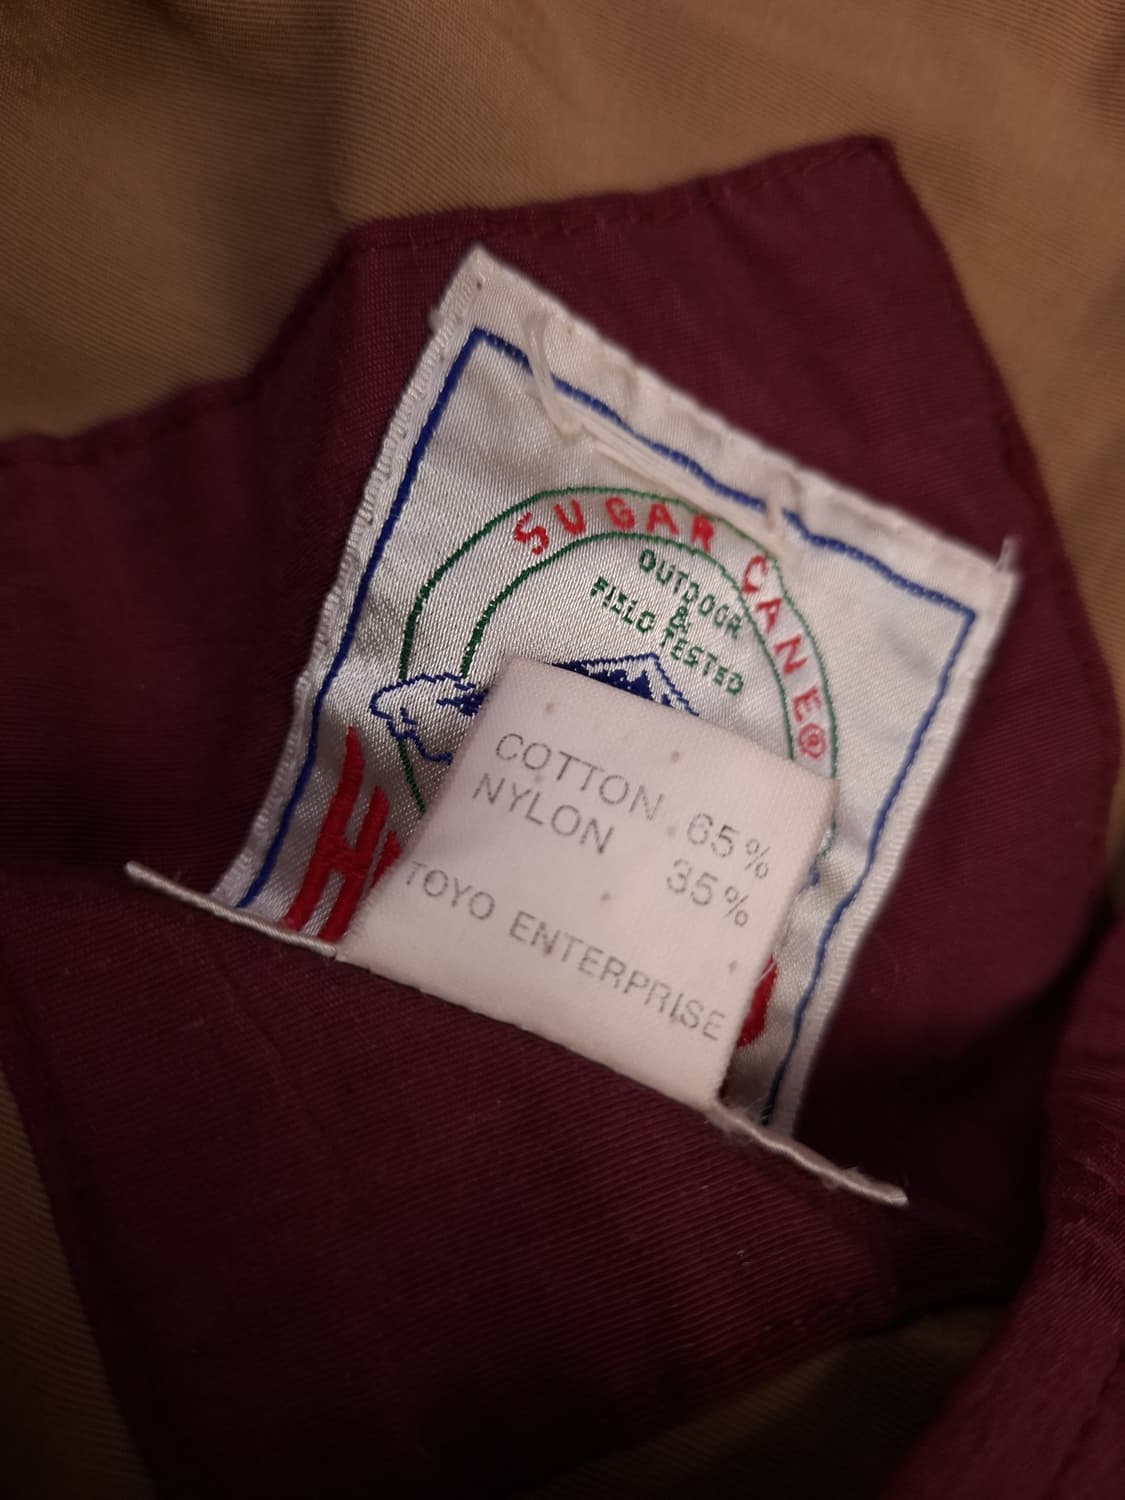 SUGAR CANE®
OUTDOOR
&
FIELD TESTED
COTTON 65%
NYLON 35%
TOYO ENTERPRISE